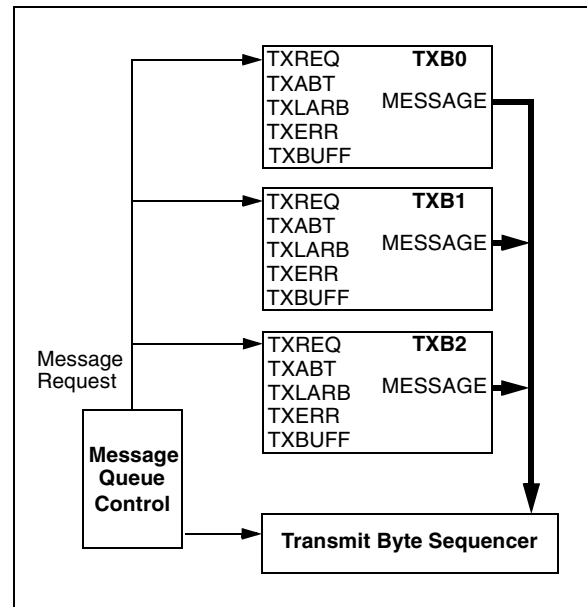 TXREQ TXB0
TXABT
TXLARB MESSAGE
TXERR
TXBUFF
TXREQ TXB1
TXABT
TXLARB MESSAGE
TXERR
TXBUFF
TXREQ TXB2
TXABT
TXLARB MESSAGE
TXERR
TXBUFF
Message
Request
Message
Queue
Control
Transmit Byte Sequencer